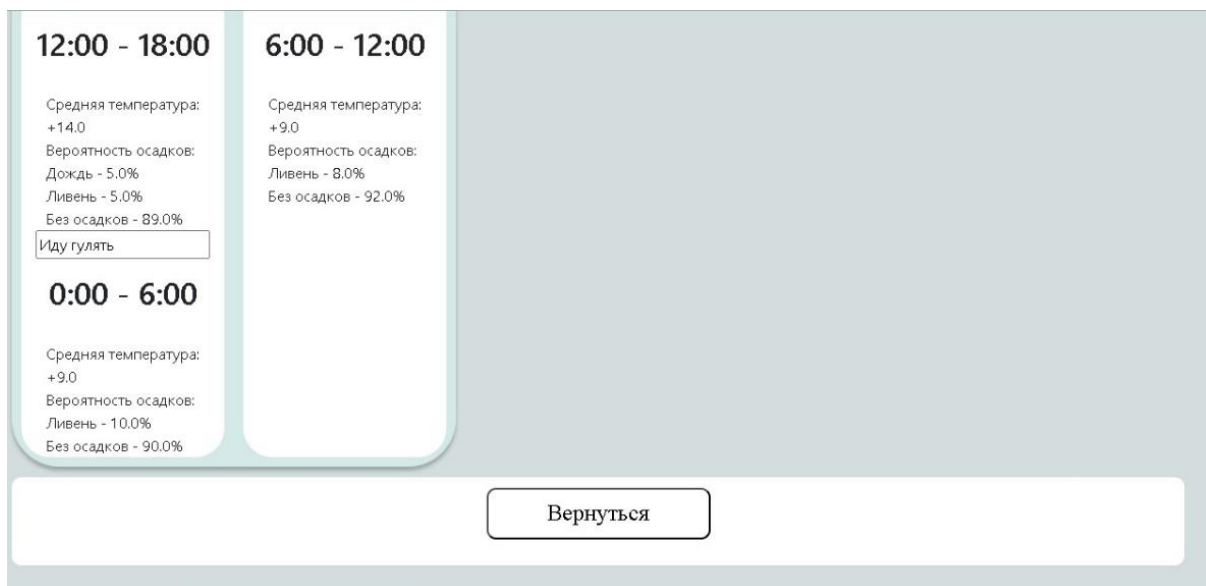 12:00 - 18:00
Средняя температура:
+14.0
Вероятность осадков:
Дождь - 5.0%
Ливень - 5.0%
Без осадков - 89.0%
Иду гулять
0:00 - 6:00
Средняя температура:
+9.0
Вероятность осадков:
Ливень - 10.0%
Без осадков - 90.0%
6:00 - 12:00
Средняя температура:
+9.0
Вероятность осадков:
Ливень - 8.0%
Без осадков - 92.0%
Вернуться